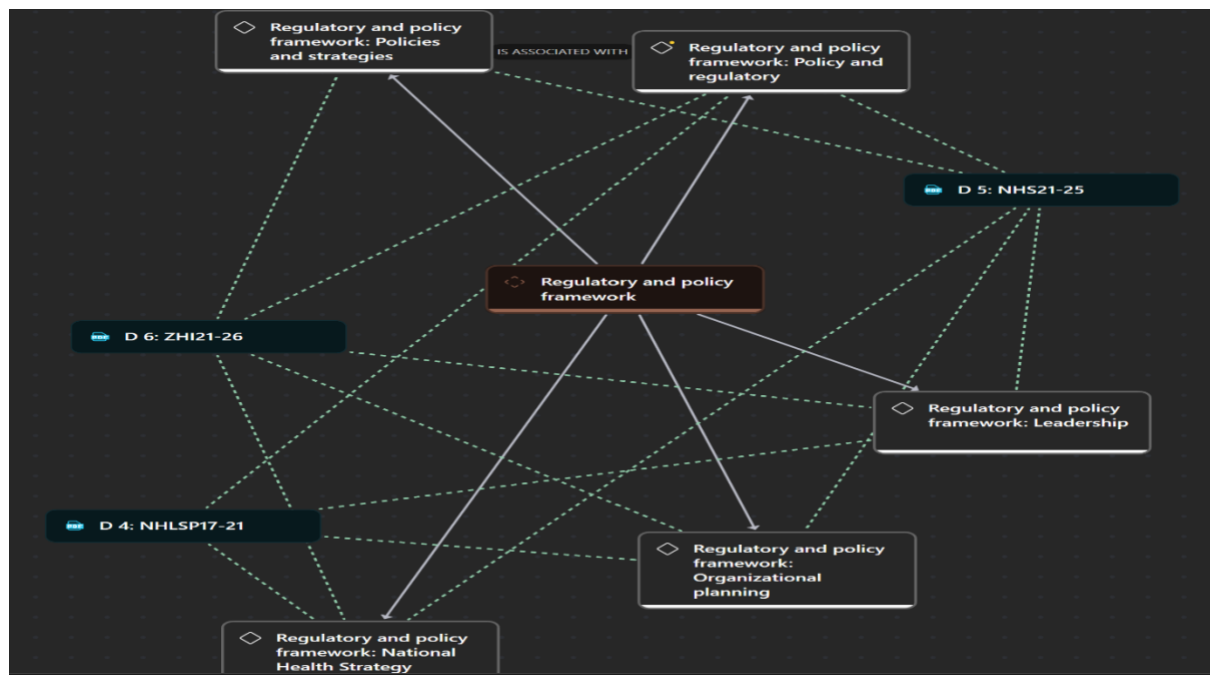 Regulatory and policy
framework: Policies
and strategies
IS ASSOCIATED WITH
Regulatory and policy
framework: Policy and
regulatory
D 5: NHS21-25
Regulatory and policy
framework
D 6: ZHI21-26
Regulatory and policy
framework: Leadership
D 4: NHLSP17-21
Regulatory and policy
framework:
Organizational
planning
Regulatory and policy
framework: National
Health Strategy